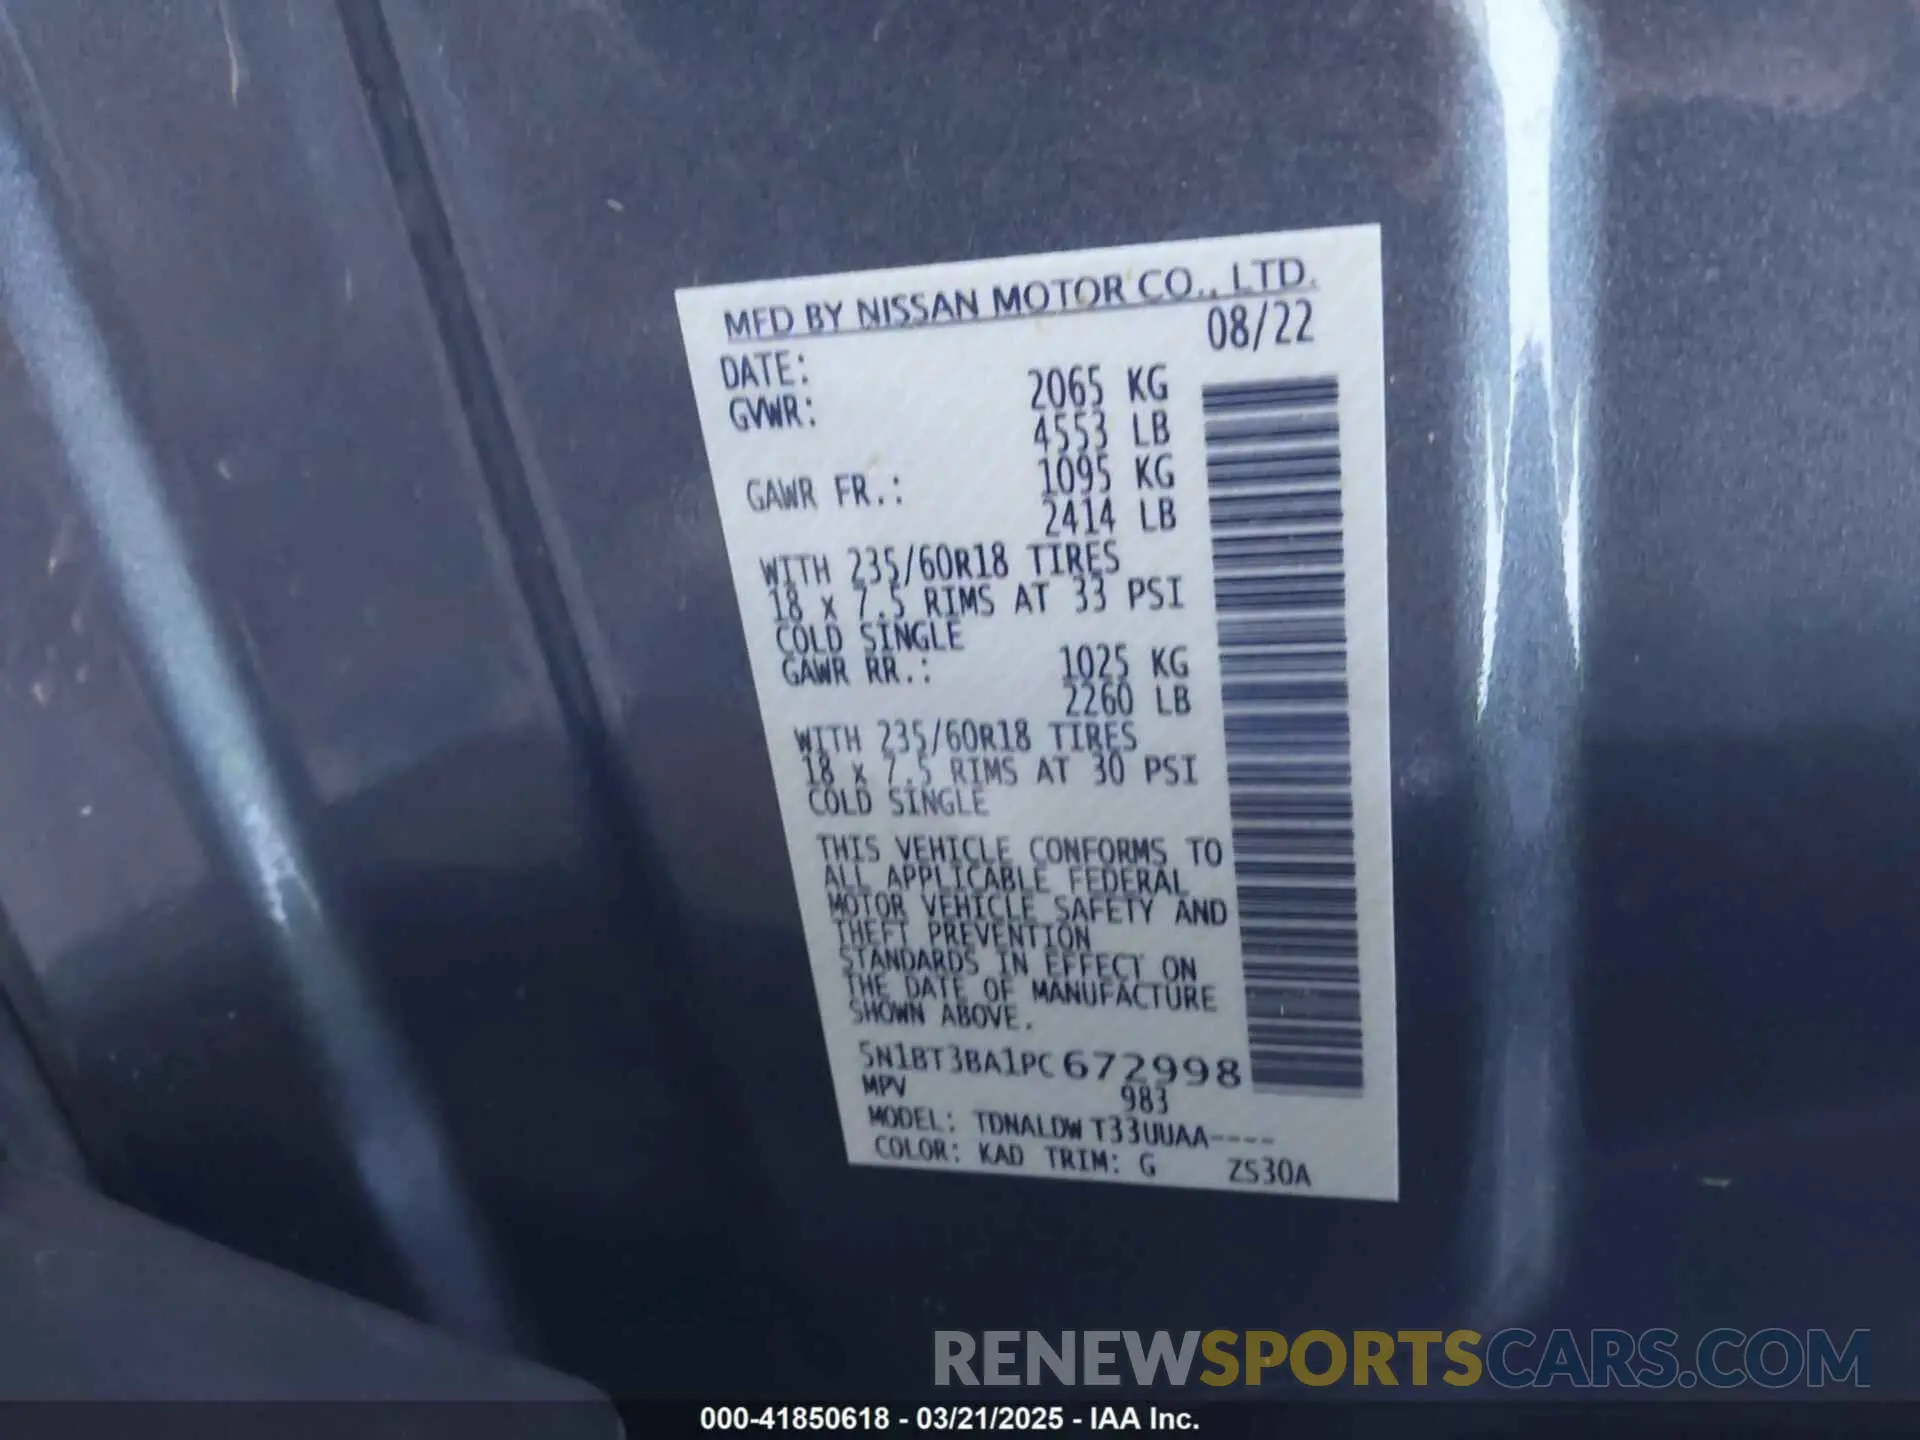 MFD BY NISSAN MOTOR CO., LTD.
DATE: 08/22
GVWR: 2065 KG
4553 LB
GAWR FR.: 1095 KG
2414 LB
WITH 235/60R18 TIRES
18 x 7.5 RIMS AT 33 PSI
COLD SINGLE
GAWR RR.: 1025 KG
2260 LB
WITH 235/60R18 TIRES
18 x 7.5 RIMS AT 30 PSI
COLD SINGLE
THIS VEHICLE CONFORMS TO
ALL APPLICABLE FEDERAL
MOTOR VEHICLE SAFETY AND
THEFT PREVENTION
STANDARDS IN EFFECT ON
THE DATE OF MANUFACTURE
SHOWN ABOVE.
5N1BT3BA1PC672998
MPV 983
MODEL: TDNALDW T33UUAA----
COLOR: KAD TRIM: G ZS30A
RENEWSPORTSCARS.COM
000-41850618 - 03/21/2025 - IAA Inc.